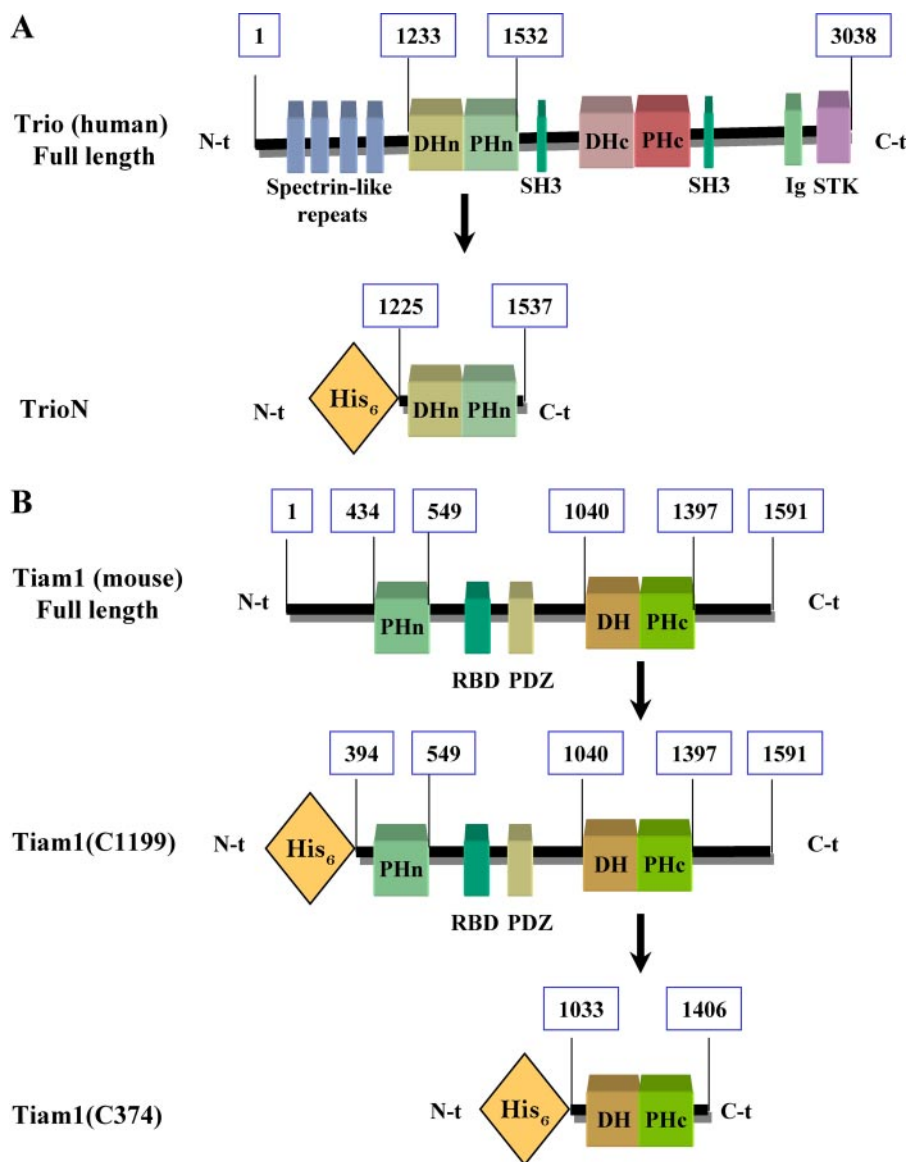 A
1
1233
1532
3038
Trio (human)
Full length
N-t
DHn
PHn
DHc
PHc
C-t
Spectrin-like
repeats
SH3
SH3
Ig STK
1225
1537
TrioN
N-t
His6
DHn
PHn
C-t
B
1
434
549
1040
1397
1591
Tiam1 (mouse)
Full length
N-t
PHn
DH
PHc
C-t
RBD PDZ
394
549
1040
1397
1591
Tiam1(C1199)
N-t
His6
PHn
DH
PHc
C-t
RBD PDZ
1033
1406
Tiam1(C374)
N-t
His6
DH
PHc
C-t